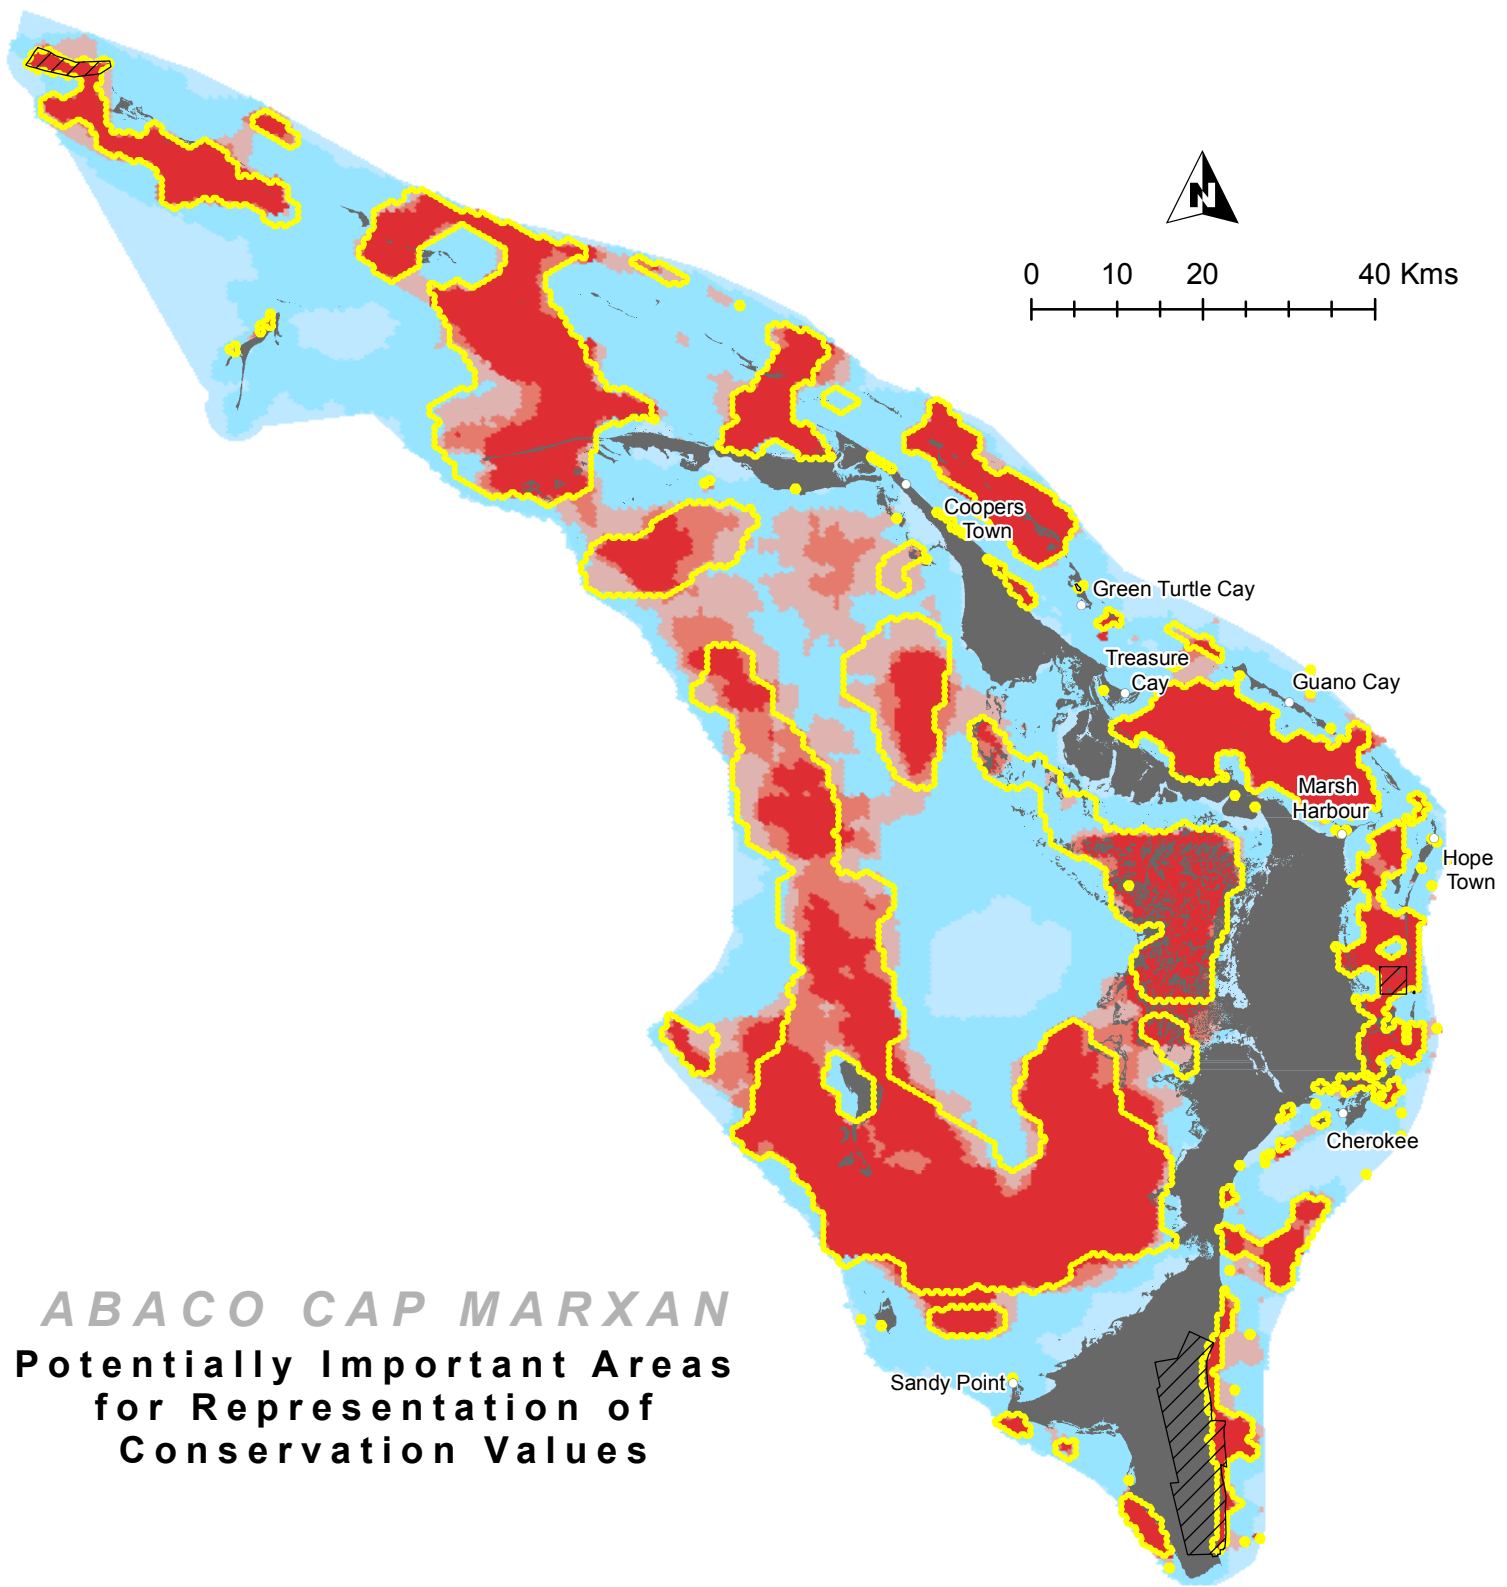 N
0 10 20 40 Kms
Coopers
Town
Green Turtle Cay
Treasure
Cay
Guano Cay
Marsh
Harbour
Hope
Town
Cherokee
ABACO CAP MARXAN
Potentially Important Areas
for Representation of
Conservation Values
Sandy Point